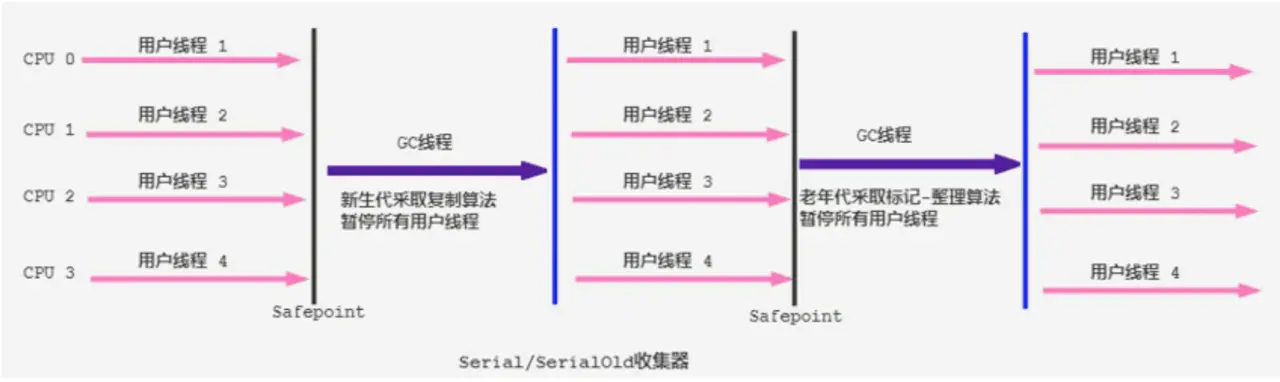 CPU 0
用户线程 1
用户线程 1
用户线程 1
CPU 1
用户线程 2
用户线程 2
用户线程 2
GC线程
GC线程
CPU 2
用户线程 3
用户线程 3
用户线程 3
新生代采取复制算法
暂停所有用户线程
老年代采取标记-整理算法
暂停所有用户线程
CPU 3
用户线程 4
用户线程 4
用户线程 4
Safepoint
Safepoint
Serial/SerialOld收集器